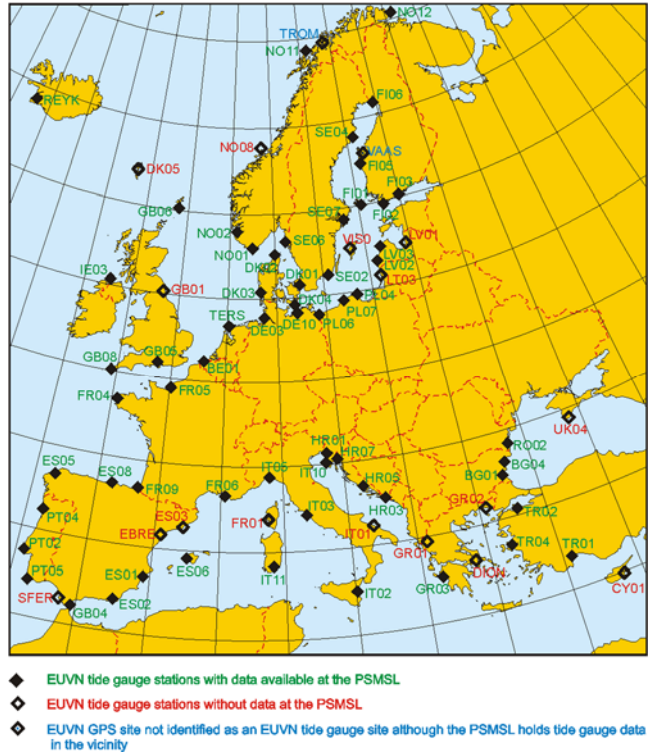 NO12
TROM
NO11
REYK
FI06
SE04
NO08
VAAS
DK05
FI05
FI03
GB06
FI01
SE07
FI02
NO02
SE06
VIS0
LV01
NO01
LV03
IE03
LV02
DK01
SE02
LT03
GB01
DK03
DK04
PL04
TERS
PL07
DE03
DE10
PL06
GB08
GB05
BE01
FR04
FR05
UK04
HR01
RO02
ES05
HR07
ES08
IT05
IT10
BG04
FR09
FR06
HR05
BG01
PT04
ES03
FR01
IT03
HR03
GR02
TR02
EBRE
IT01
PT02
GR01
TR04
TR01
ES06
PT05
ES01
IT11
DION
SFER
GR03
CY01
GB04
ES02
IT02
EUVN tide gauge stations with data available at the PSMSL
EUVN tide gauge stations without data at the PSMSL
EUVN GPS site not identified as an EUVN tide gauge site although the PSMSL holds tide gauge data
in the vicinity